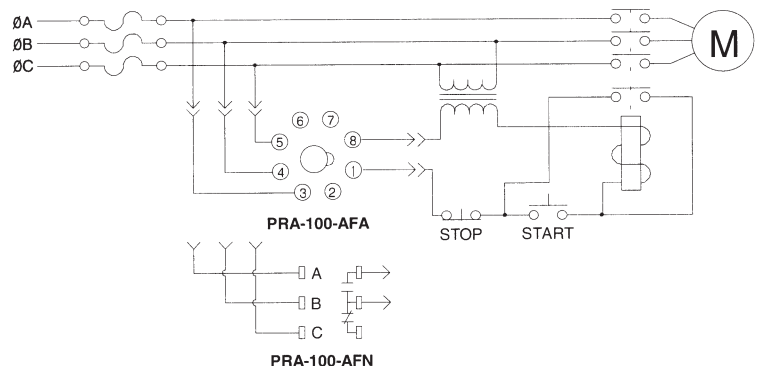 ØA
ØB
ØC
M
6 7
5 8
4 1
3 2
PRA-100-AFA
STOP START
A
B
C
PRA-100-AFN